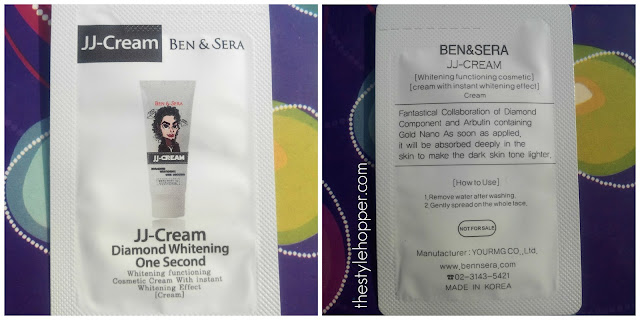 JJ-Cream BEN & SERA
BEN & SERA
JJ-CREAM
JJ-Cream
Diamond Whitening
One Second
Whitening functioning
Cosmetic Cream With instant
Whitening Effect
[Cream]
BEN&SERA
JJ-CREAM
[Whitening functioning cosmetic]
[cream with instant whitening effect]
Cream
Fantastical Collaboration of Diamond
Component and Arbulin containing
Gold Nano As soon as applied,
it will be absorbed deeply in the
skin to make the dark skin tone lighter.
[How to Use]
1.Remove water after washing.
2.Gently spread on the whole face.
NOT FOR SALE
Manufacturer : YOURMG CO,.Ltd.
www.bennsera.com
☎02-3143-5421
MADE IN KOREA
thestylehopper.com